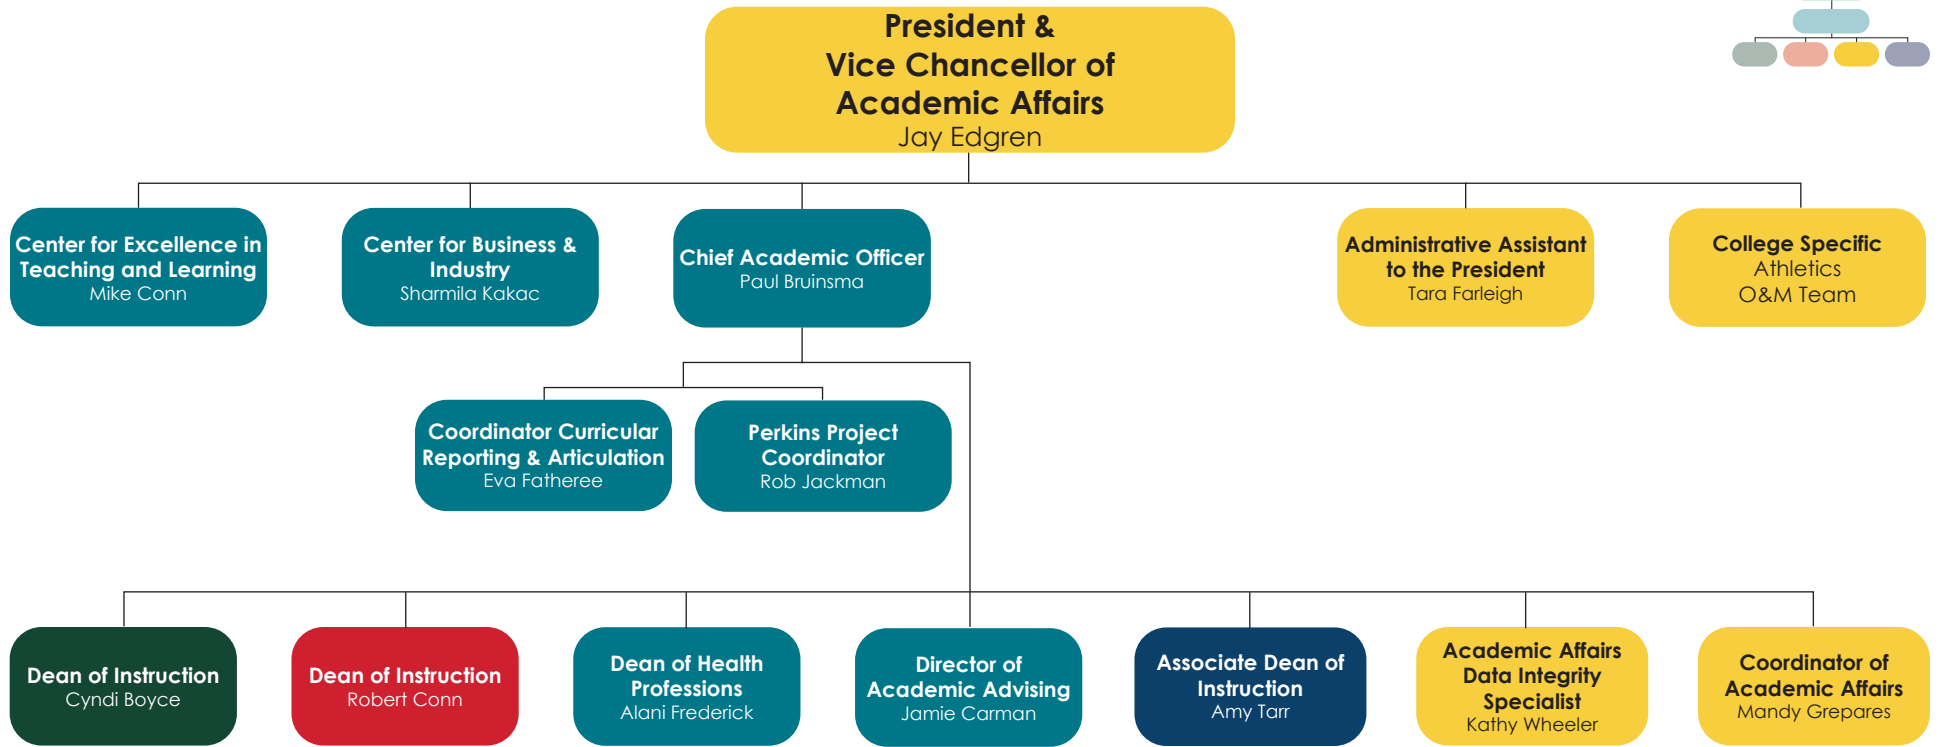 President &
Vice Chancellor of
Academic Affairs
Jay Edgren
Center for Excellence in
Teaching and Learning
Mike Conn
Center for Business &
Industry
Sharmila Kakac
Chief Academic Officer
Paul Bruinsma
Administrative Assistant
to the President
Tara Farleigh
College Specific
Athletics
O&M Team
Coordinator Curricular
Reporting & Articulation
Eva Fatheree
Perkins Project
Coordinator
Rob Jackman
Dean of Instruction
Cyndi Boyce
Dean of Instruction
Robert Conn
Dean of Health
Professions
Alani Frederick
Director of
Academic Advising
Jamie Carman
Associate Dean of
Instruction
Amy Tarr
Academic Affairs
Data Integrity
Specialist
Kathy Wheeler
Coordinator of
Academic Affairs
Mandy Grepares